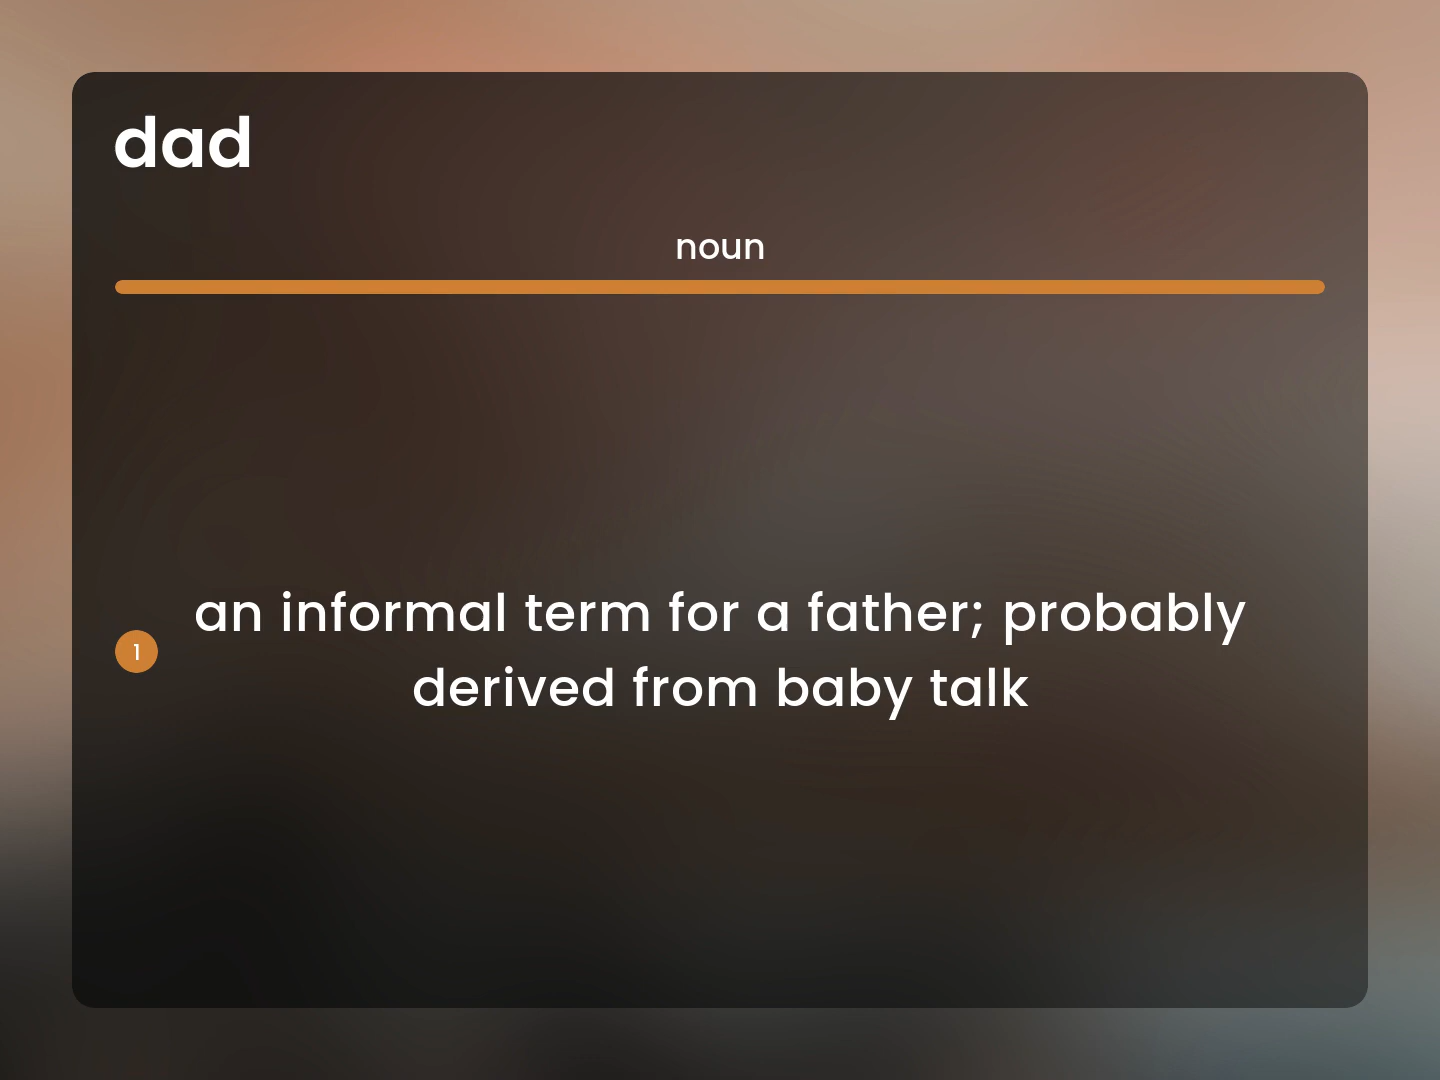 dad
noun
1
an informal term for a father; probably
derived from baby talk